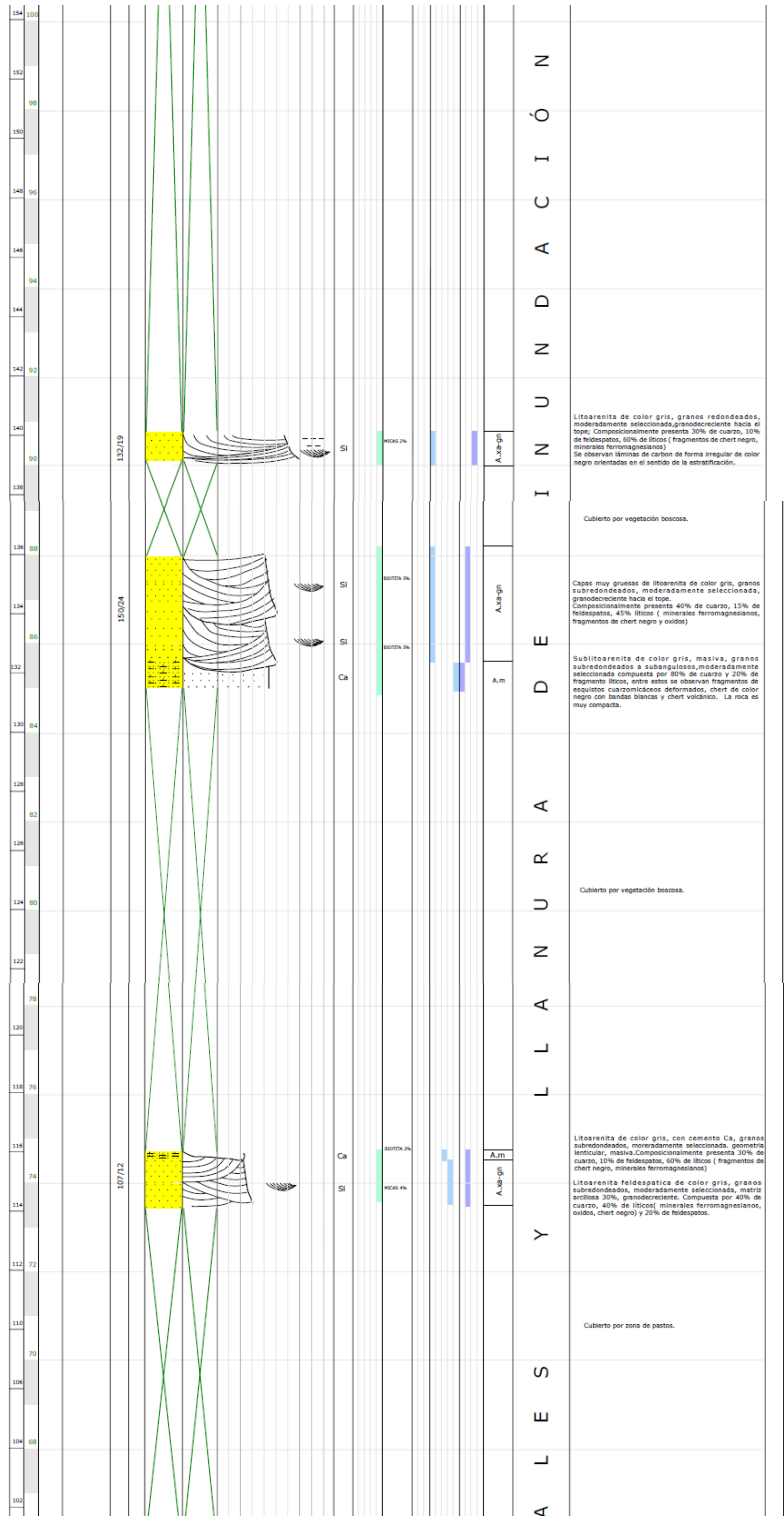 154
100
152
98
150
148
96
146
94
144
142
92
140
90
138
136
88
134
86
132
130
84
128
82
126
124
80
122
78
120
118
76
116
74
114
112
72
110
70
106
104
68
102
132/19
150/24
107/12
Si
Si
Si
Ca
Ca
Si
MICAS 2%
BIOTITA 5%
BIOTITA 5%
BIOTITA 2%
MICAS 4%
A.xa-gn
A.xa-gn
A.m
A.m
A.xa-gn
A L E S Y L L A N U R A D E I N U N D A C I Ó N
Litoarenita de color gris, granos redondeados,
moderadamente seleccionada,granodecreciente hacia el
tope; Composicionalmente presenta 30% de cuarzo, 10%
de feldespatos, 60% de líticos ( fragmentos de chert negro,
minerales ferromagnesianos)
Se observan láminas de carbon de forma irregular de color
negro orientadas en el sentido de la estratificación.
Cubierto por vegetación boscosa.
Capas muy gruesas de litoarenita de color gris, granos
subredondeados, moderadamente seleccionada,
granodecreciente hacia el tope.
Composicionalmente presenta 40% de cuarzo, 15% de
feldespatos, 45% líticos ( minerales ferromagnesianos,
fragmentos de chert negro y oxidos)
Sublitoarenita de color gris, masiva, granos
subredondeados a subangulosos,moderadamente
seleccionada compuesta por 80% de cuarzo y 20% de
fragmento líticos, entre estos se observan fragmentos de
esquistos cuarzomicáceos deformados, chert de color
negro con bandas blancas y chert volcánico. La roca es
muy compacta.
Cubierto por vegetación boscosa.
Litoarenita de color gris, con cemento Ca, granos
subredondeados, moreradamente seleccionada. geometría
lenticular, masiva.Composicionalmente presenta 30% de
cuarzo, 10% de feldespatos, 60% de líticos ( fragmentos de
chert negro, minerales ferromagnesianos)
Litoarenita feldespatica de color gris, granos
subredondeados, moderadamente seleccionada, matriz
arcillosa 30%, granodecreciente. Compuesta por 40% de
cuarzo, 40% de líticos( minerales ferromagnesianos,
oxidos, chert negro) y 20% de feldespatos.
Cubierto por zona de pastos.